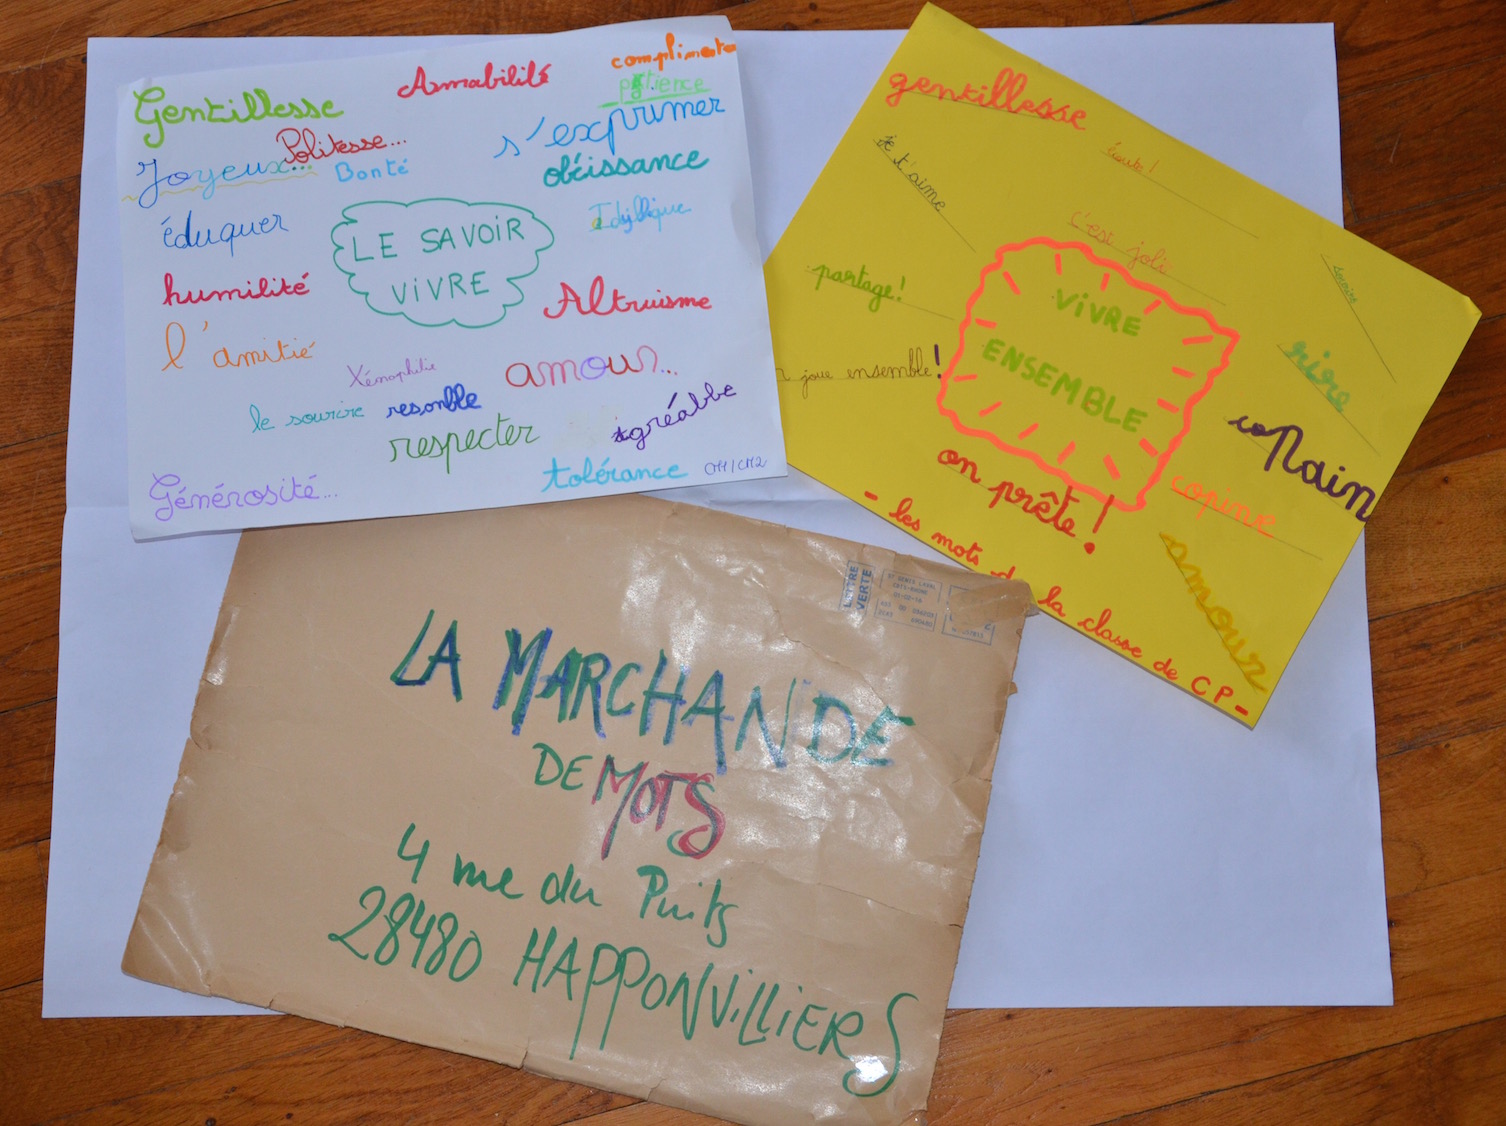 Gentillesse
Amabilité
complimenter
patience
Politesse...
s'exprimer
Joyeux...
Bonté
obéissance
éduquer
LE SAVOIR
VIVRE
Idyllique
humilité
Altruisme
l'amitié
Xénophilie
amour...
le sourire
resonble
agréabbe
respecter
Générosité...
tolérance
CM1/CM2
gentillesse
je t'aime
c'est joli
partage!
VIVRE
ENSEMBLE
rire
joue ensemble!
copain
copine
on prête!
amour
- les mots de la classe de CP -
LETTRE
VERTE
LA MARCHANDE
DE MOTS
4 rue du Puits
28480 HAPPONVILLIERS